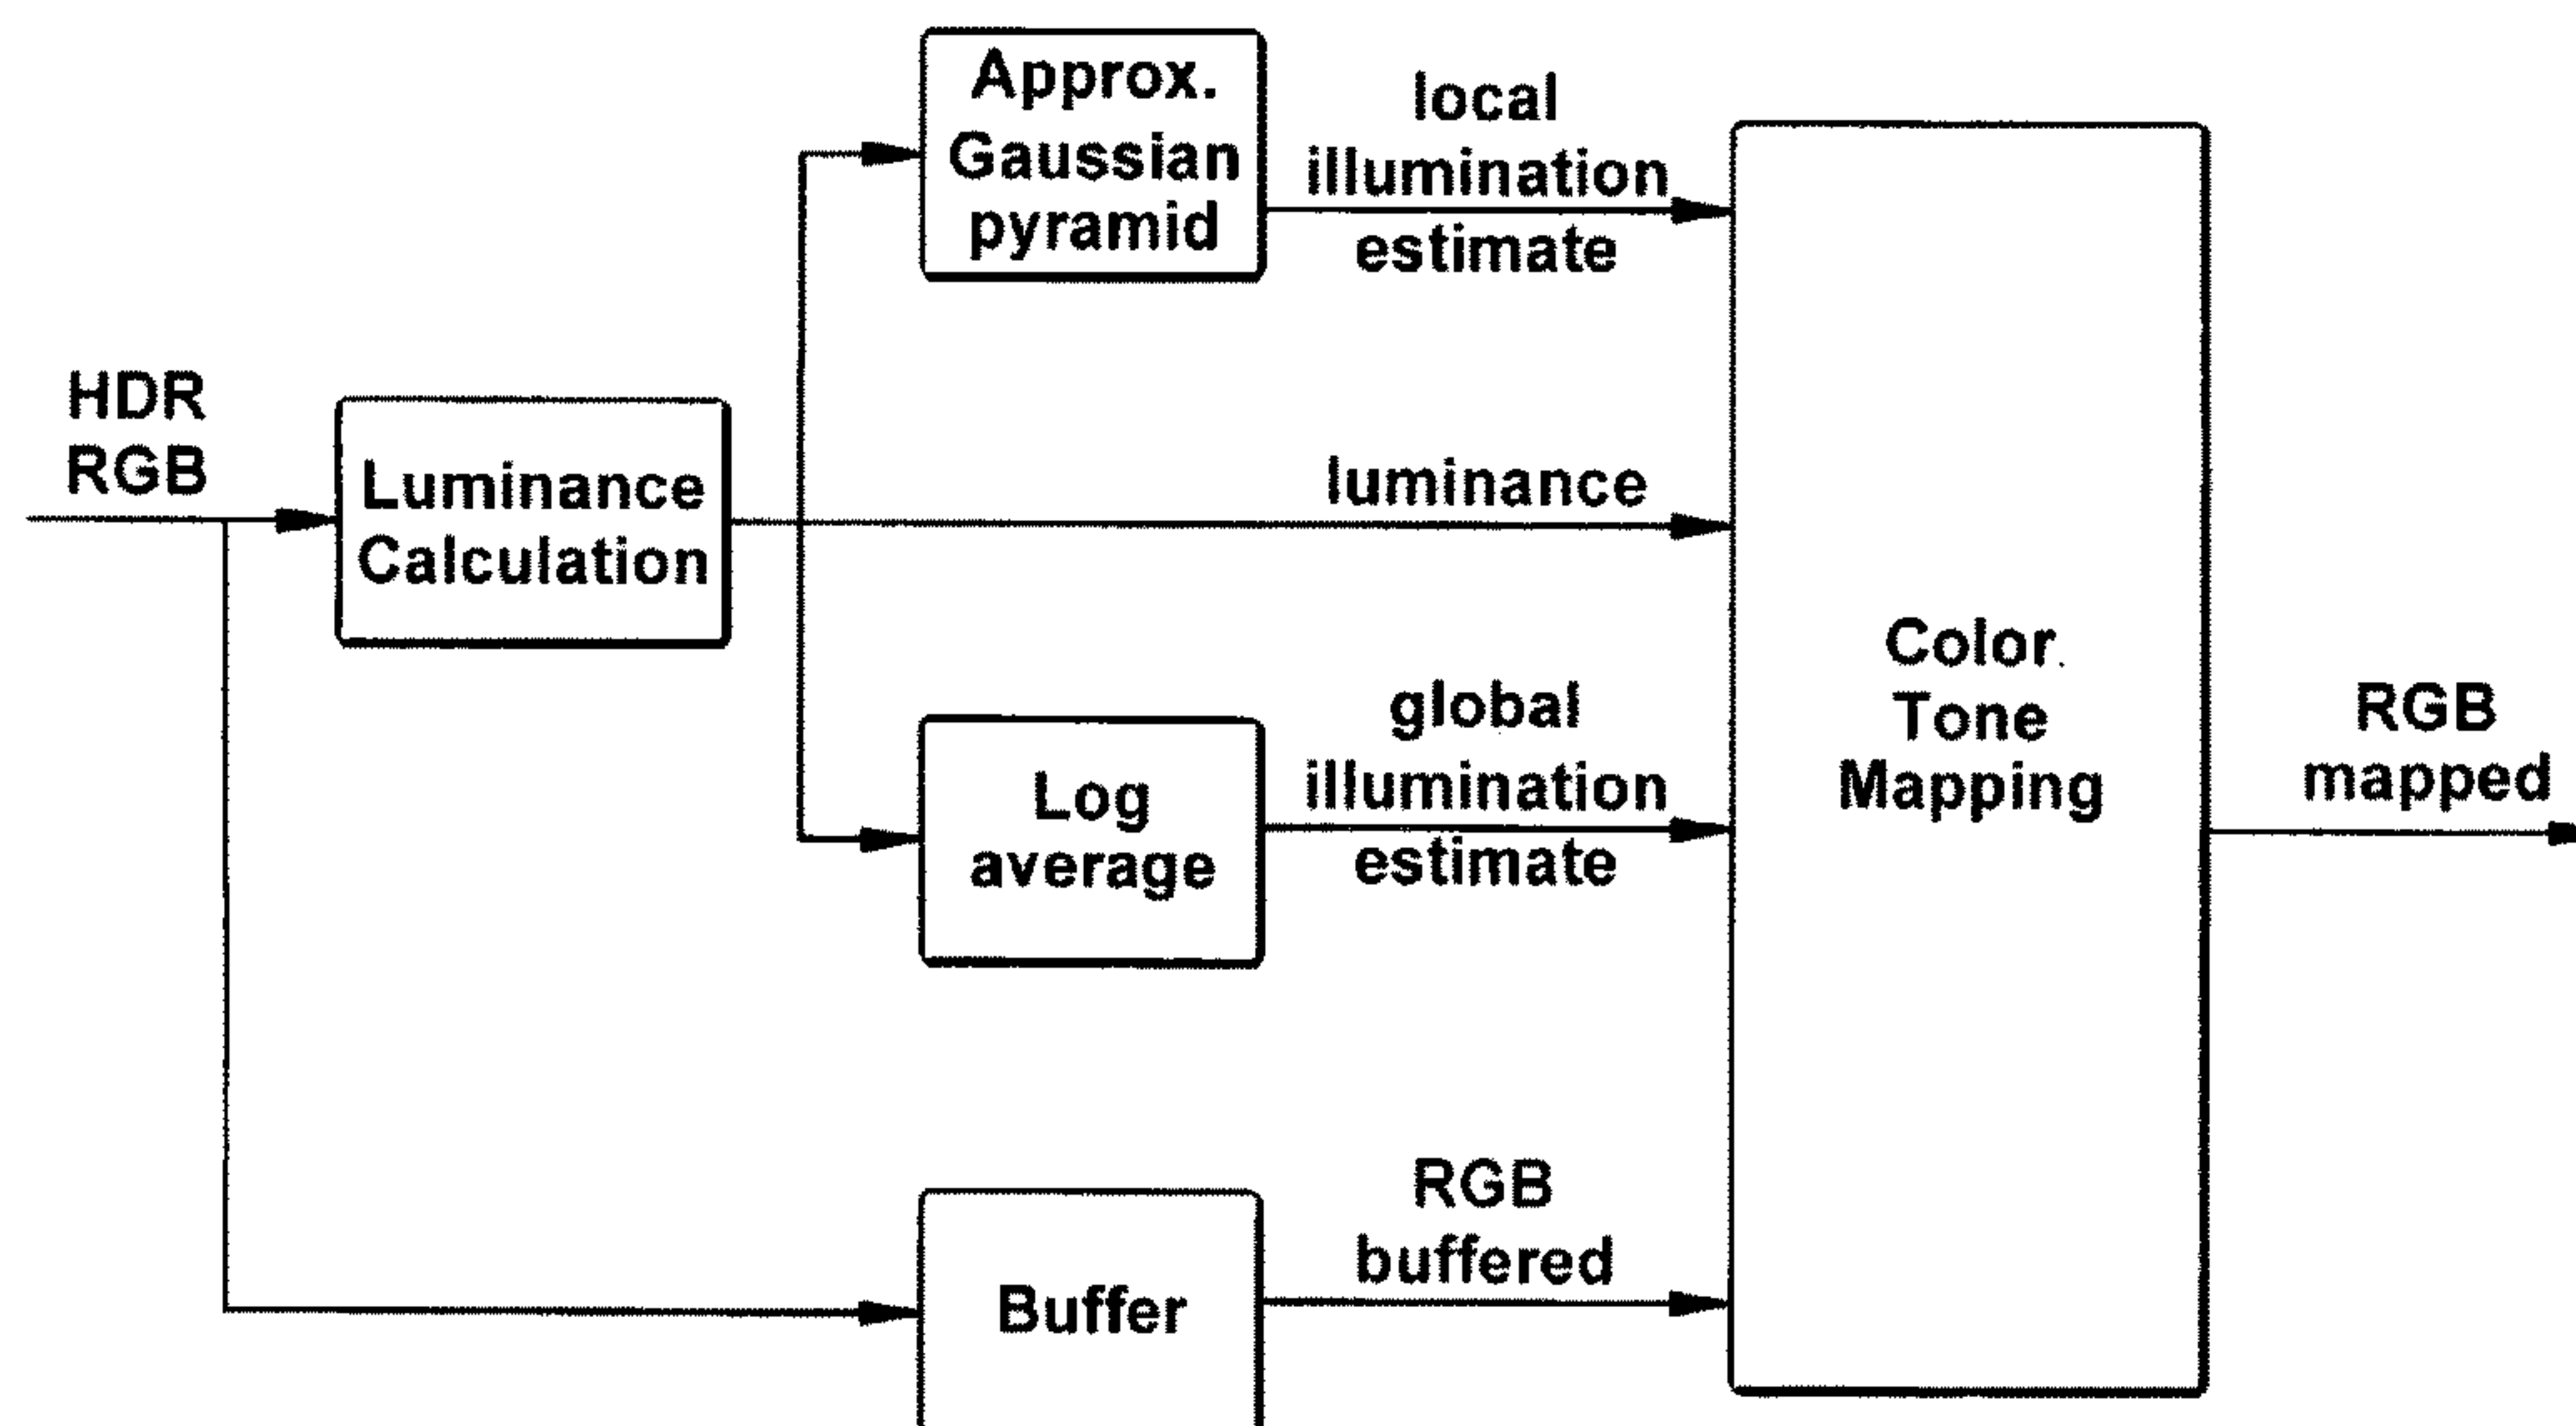 HDR
RGB
Luminance
Calculation
Approx.
Gaussian
pyramid
local
illumination
estimate
luminance
Log
average
global
illumination
estimate
Buffer
RGB
buffered
Color
Tone
Mapping
RGB
mapped